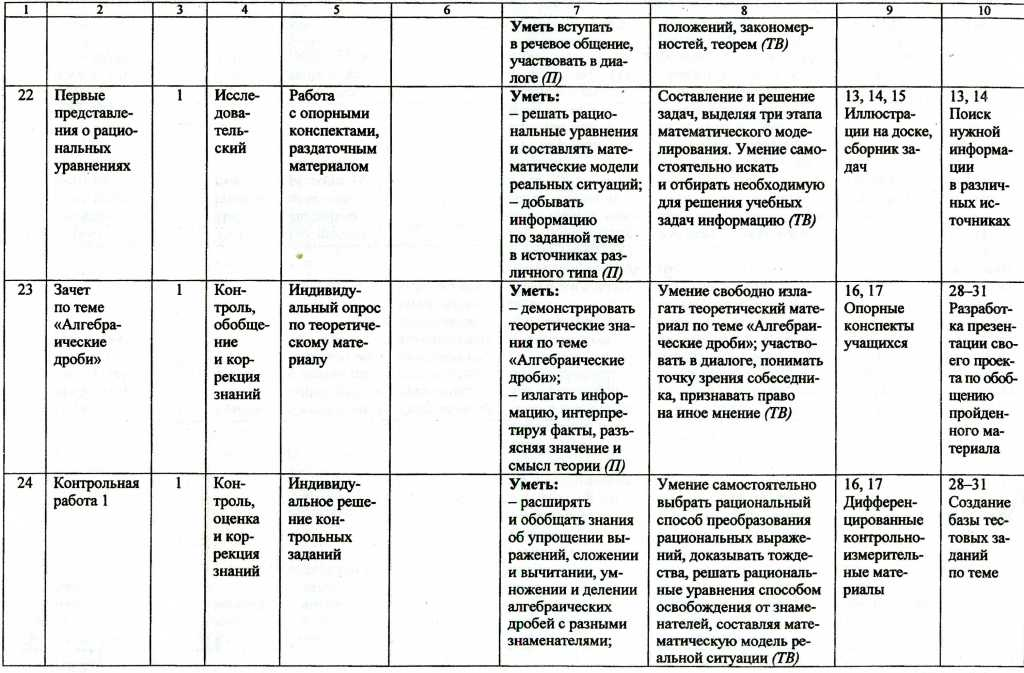 1 2 3 4 5 6 7 8 9 10
Уметь вступать
в речевое общение,
участвовать в диа-
логе (П)
положений, закономер-
ностей, теорем (ТВ)
22
Первые
представле-
ния о рацио-
нальных
уравнениях
1
Иссле-
дова-
тель-
ский
Работа
с опорными
конспектами,
раздаточным
материалом
Уметь:
– решать рацио-
нальные уравнения
и составлять мате-
матические модели
реальных ситуаций;
– добывать
информацию
по заданной теме
в источниках раз-
личного типа (П)
Составление и решение
задач, выделяя три этапа
математического моде-
лирования. Умение само-
стоятельно искать
и отбирать необходимую
для решения учебных
задач информацию (ТВ)
13, 14, 15
Иллюстра-
ции на доске,
сборник за-
дач
13, 14
Поиск
нужной
информа-
ции
в различ-
ных ис-
точниках
23
Зачет
по теме
«Алгебра-
ические
дроби»
1
Кон-
троль,
обобще-
ние
и кор-
рекция
знаний
Индивиду-
альный опрос
по теоретиче-
скому мате-
риалу
Уметь:
– демонстрировать
теоретические зна-
ния по теме
«Алгебраические
дроби»;
– излагать инфор-
мацию, интерпре-
тируя факты, разъ-
ясняя значение и
смысл теории (П)
Умение свободно изла-
гать теоретический мате-
риал по теме «Алгебраи-
ческие дроби»; участво-
вать в диалоге, понимать
точку зрения собеседни-
ка, признавать право
на иное мнение (ТВ)
16, 17
Опорные
конспекты
учащихся
28–31
Разработ-
ка презен-
тации сво-
его проек-
та по обоб-
щению
пройден-
ного ма-
териала
24
Контрольная
работа 1
1
Кон-
троль,
оценка
и кор-
рекция
знаний
Индивиду-
альное реше-
ние кон-
трольных
заданий
Уметь:
– расширять
и обобщать знания
об упрощении вы-
ражений, сложении
и вычитании, ум-
ножении и делении
алгебраических
дробей с разными
знаменателями;
Умение самостоятельно
выбрать рациональный
способ преобразования
рациональных выраже-
ний, доказывать тожде-
ства, решать рациональ-
ные уравнения способом
освобождения от знаме-
нателей, составляя мате-
матическую модель ре-
альной ситуации (ТВ)
16, 17
Дифферен-
цированные
контрольно-
измеритель-
ные мате-
риалы
28–31
Создание
базы тес-
товых за-
даний
по теме